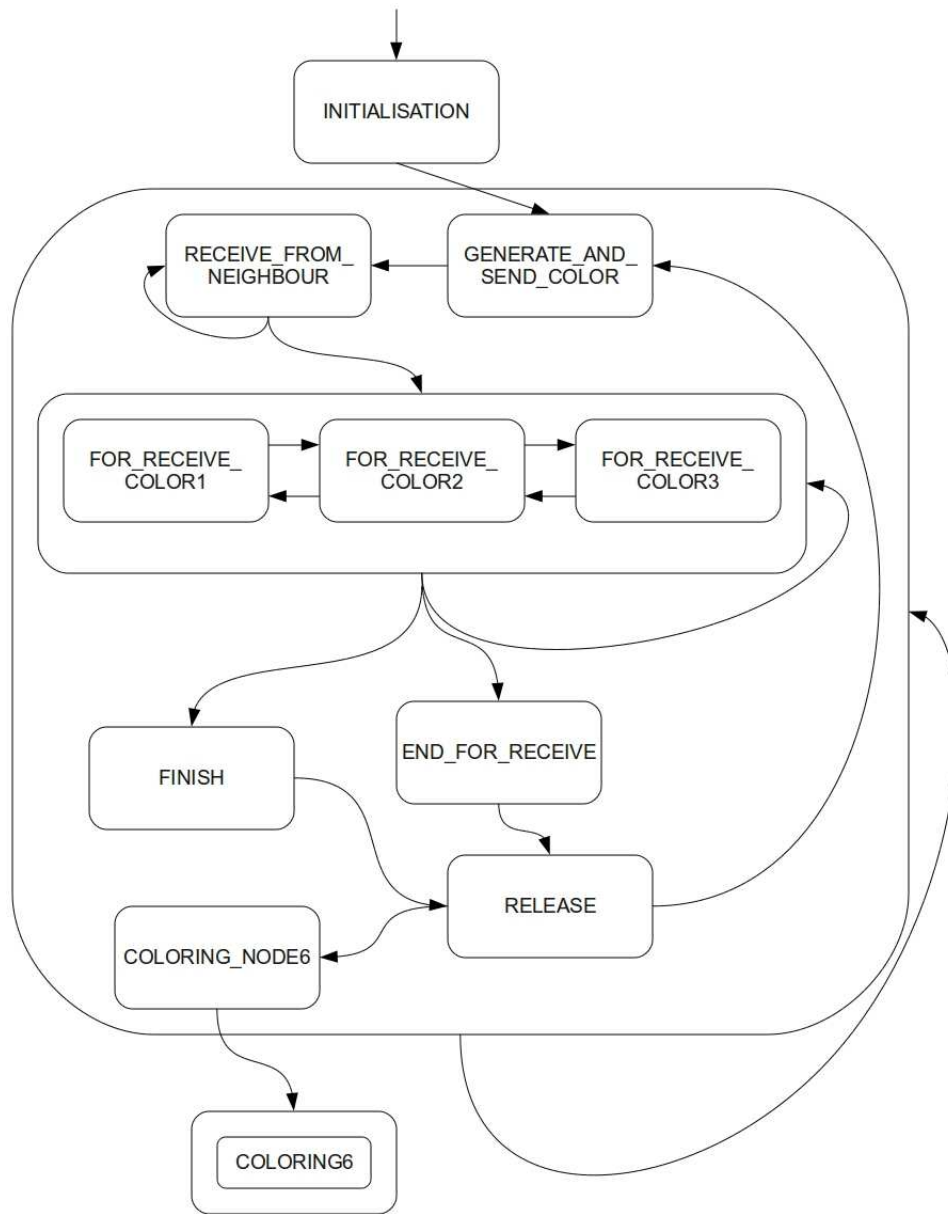 INITIALISATION
RECEIVE_FROM_
NEIGHBOUR
GENERATE_AND_
SEND_COLOR
FOR_RECEIVE_
COLOR1
FOR_RECEIVE_
COLOR2
FOR_RECEIVE_
COLOR3
FINISH
END_FOR_RECEIVE
RELEASE
COLORING_NODE6
COLORING6